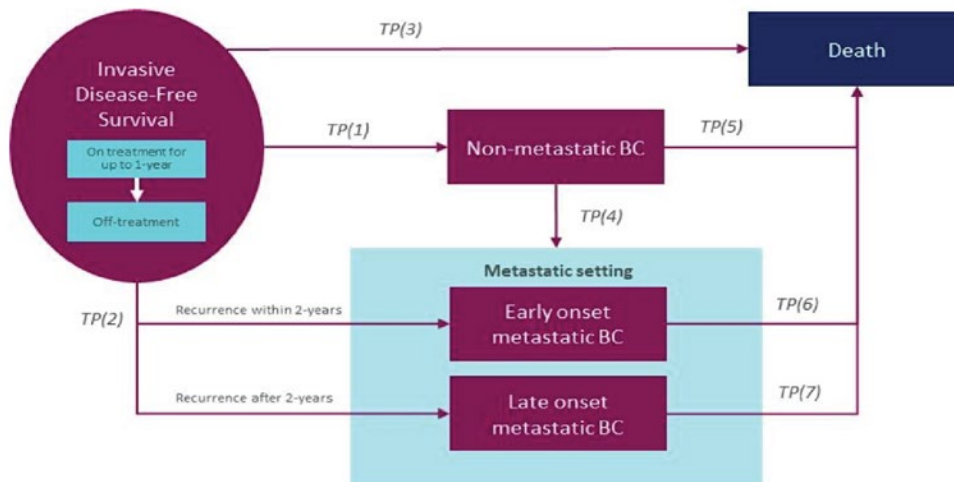 TP(3)
Death
Invasive
Disease-Free
Survival
On treatment for
up to 1-year
Off-treatment
TP(1)
Non-metastatic BC
TP(5)
TP(4)
Metastatic setting
TP(2)
Recurrence within 2-years
Early onset
metastatic BC
TP(6)
Recurrence after 2-years
Late onset
metastatic BC
TP(7)